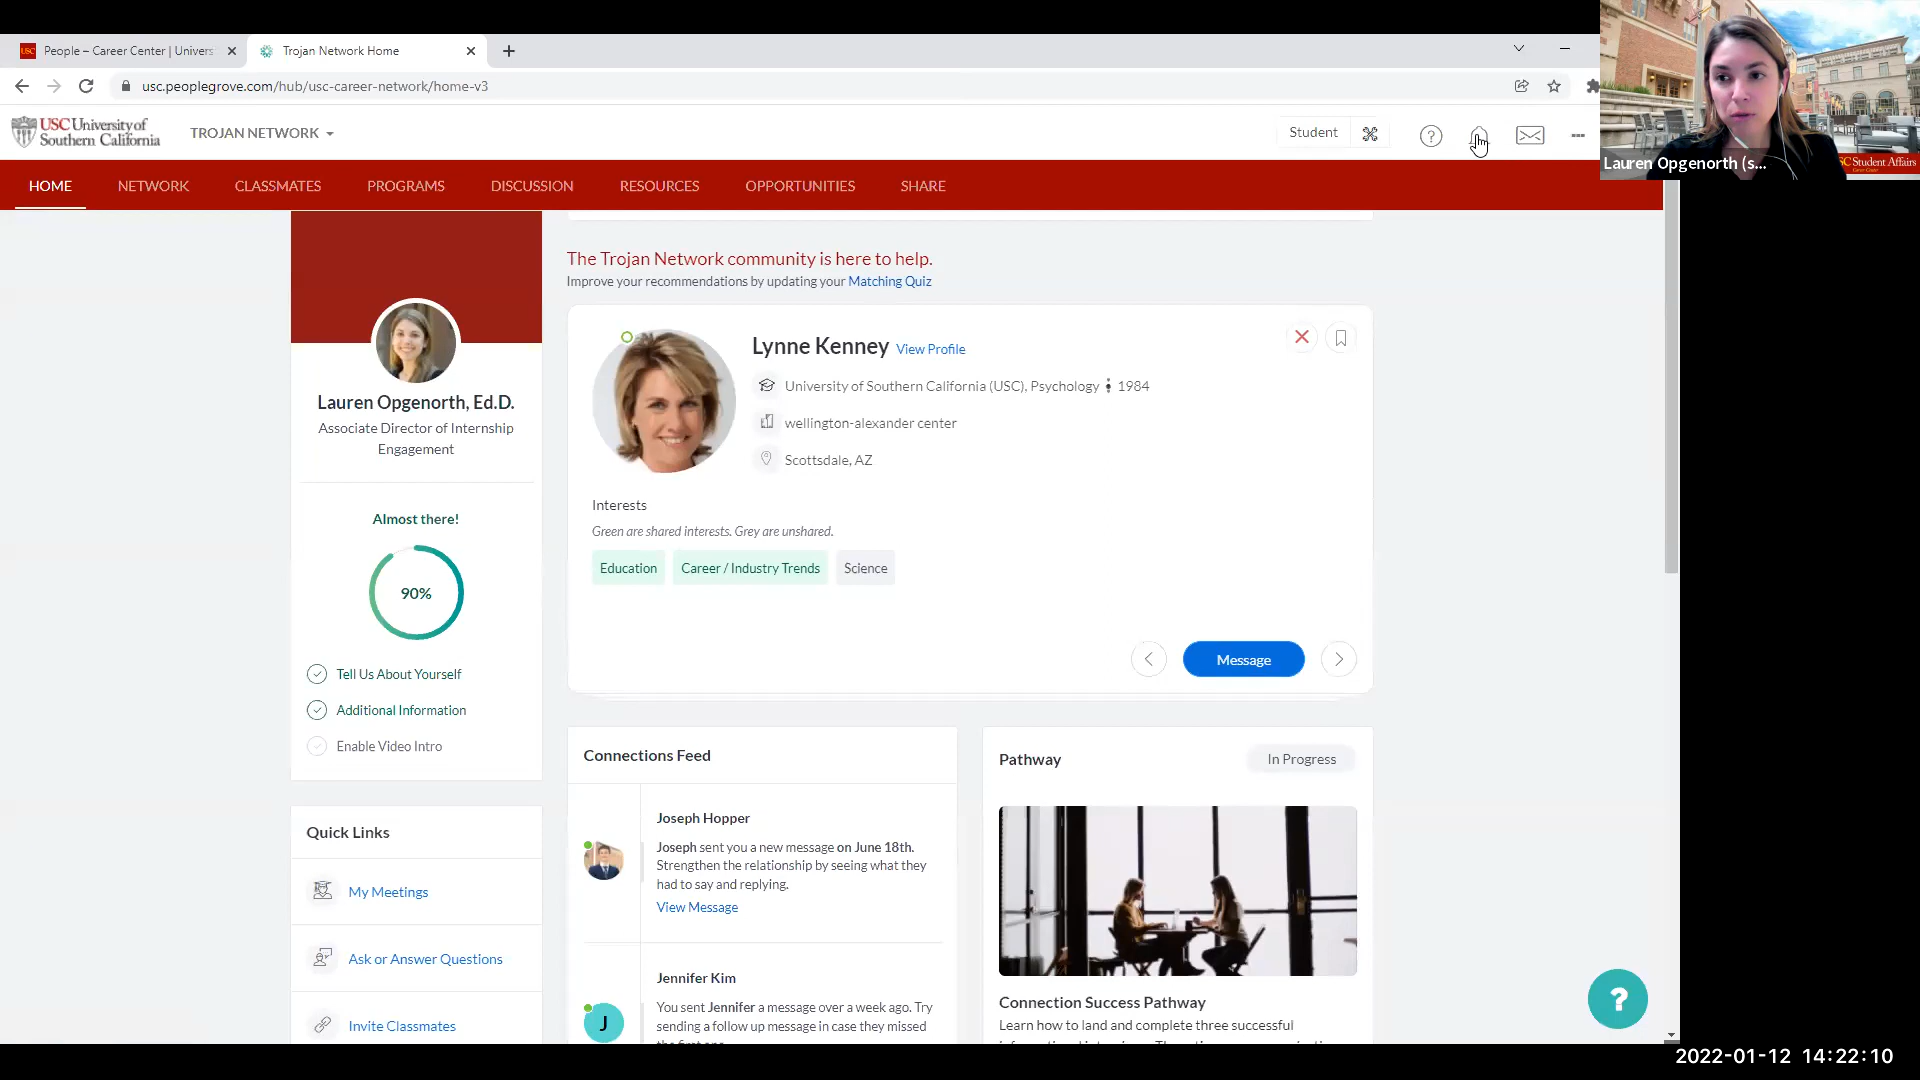 People – Career Center | Univers
Trojan Network Home
usc.peoplegrove.com/hub/usc-career-network/home-v3
USC University of
Southern California
TROJAN NETWORK
Student
Lauren Opgenorth (s...
SC Student Affairs
HOME
NETWORK
CLASSMATES
PROGRAMS
DISCUSSION
RESOURCES
OPPORTUNITIES
SHARE
Lauren Opgenorth, Ed.D.
Associate Director of Internship
Engagement
Almost there!
90%
Tell Us About Yourself
Additional Information
Enable Video Intro
Quick Links
My Meetings
Ask or Answer Questions
Invite Classmates
The Trojan Network community is here to help.
Improve your recommendations by updating your Matching Quiz
Lynne Kenney View Profile
University of Southern California (USC), Psychology 1984
wellington-alexander center
Scottsdale, AZ
Interests
Green are shared interests. Grey are unshared.
Education
Career / Industry Trends
Science
Message
Connections Feed
Joseph Hopper
Joseph sent you a new message on June 18th.
Strengthen the relationship by seeing what they
had to say and replying.
View Message
Jennifer Kim
J
You sent Jennifer a message over a week ago. Try
sending a follow up message in case they missed
Pathway
In Progress
Connection Success Pathway
Learn how to land and complete three successful
?
2022-01-12 14:22:10